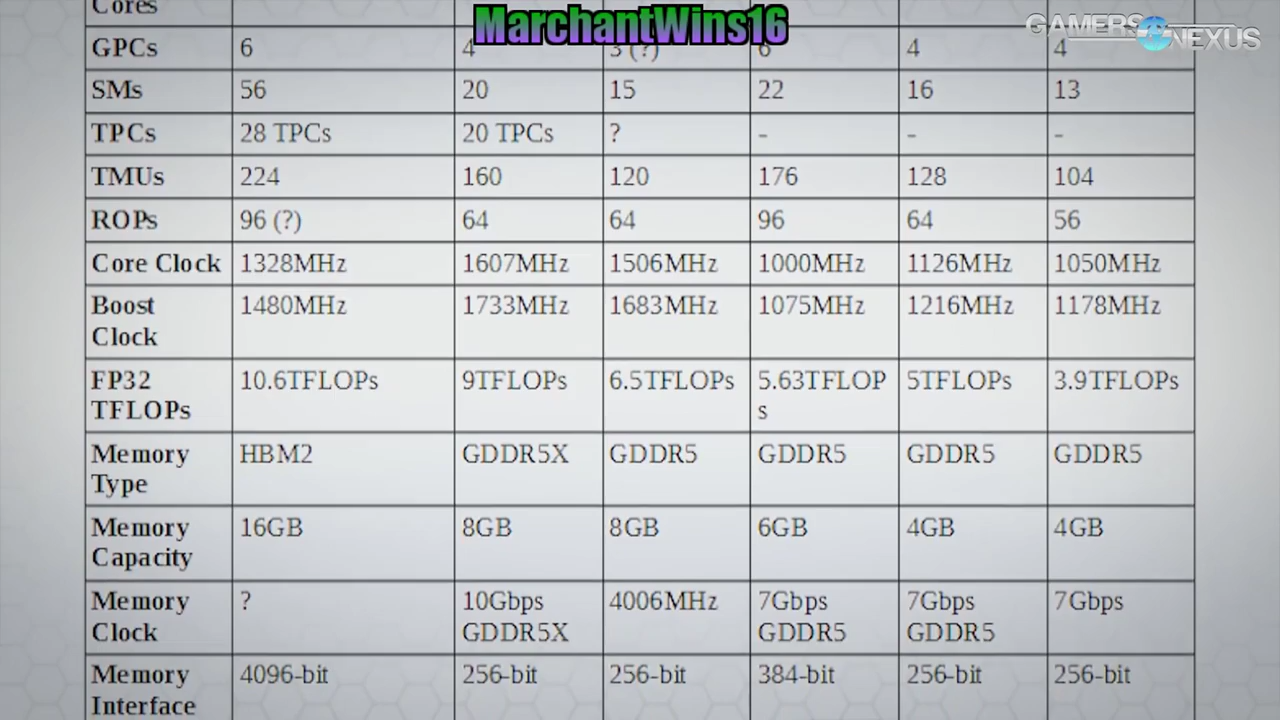 MarchantWins16
GAMERS NEXUS
Cores
GPCs 6 4 3 (?) 6 4 4
SMs 56 20 15 22 16 13
TPCs 28 TPCs 20 TPCs ? - - -
TMUs 224 160 120 176 128 104
ROPs 96 (?) 64 64 96 64 56
Core Clock 1328MHz 1607MHz 1506MHz 1000MHz 1126MHz 1050MHz
Boost 1480MHz 1733MHz 1683MHz 1075MHz 1216MHz 1178MHz
Clock
FP32 10.6TFLOPs 9TFLOPs 6.5TFLOPs 5.63TFLOP 5TFLOPs 3.9TFLOPs
TFLOPs s
Memory HBM2 GDDR5X GDDR5 GDDR5 GDDR5 GDDR5
Type
Memory 16GB 8GB 8GB 6GB 4GB 4GB
Capacity
Memory ? 10Gbps 4006MHz 7Gbps 7Gbps 7Gbps
Clock GDDR5X GDDR5 GDDR5
Memory 4096-bit 256-bit 256-bit 384-bit 256-bit 256-bit
Interface